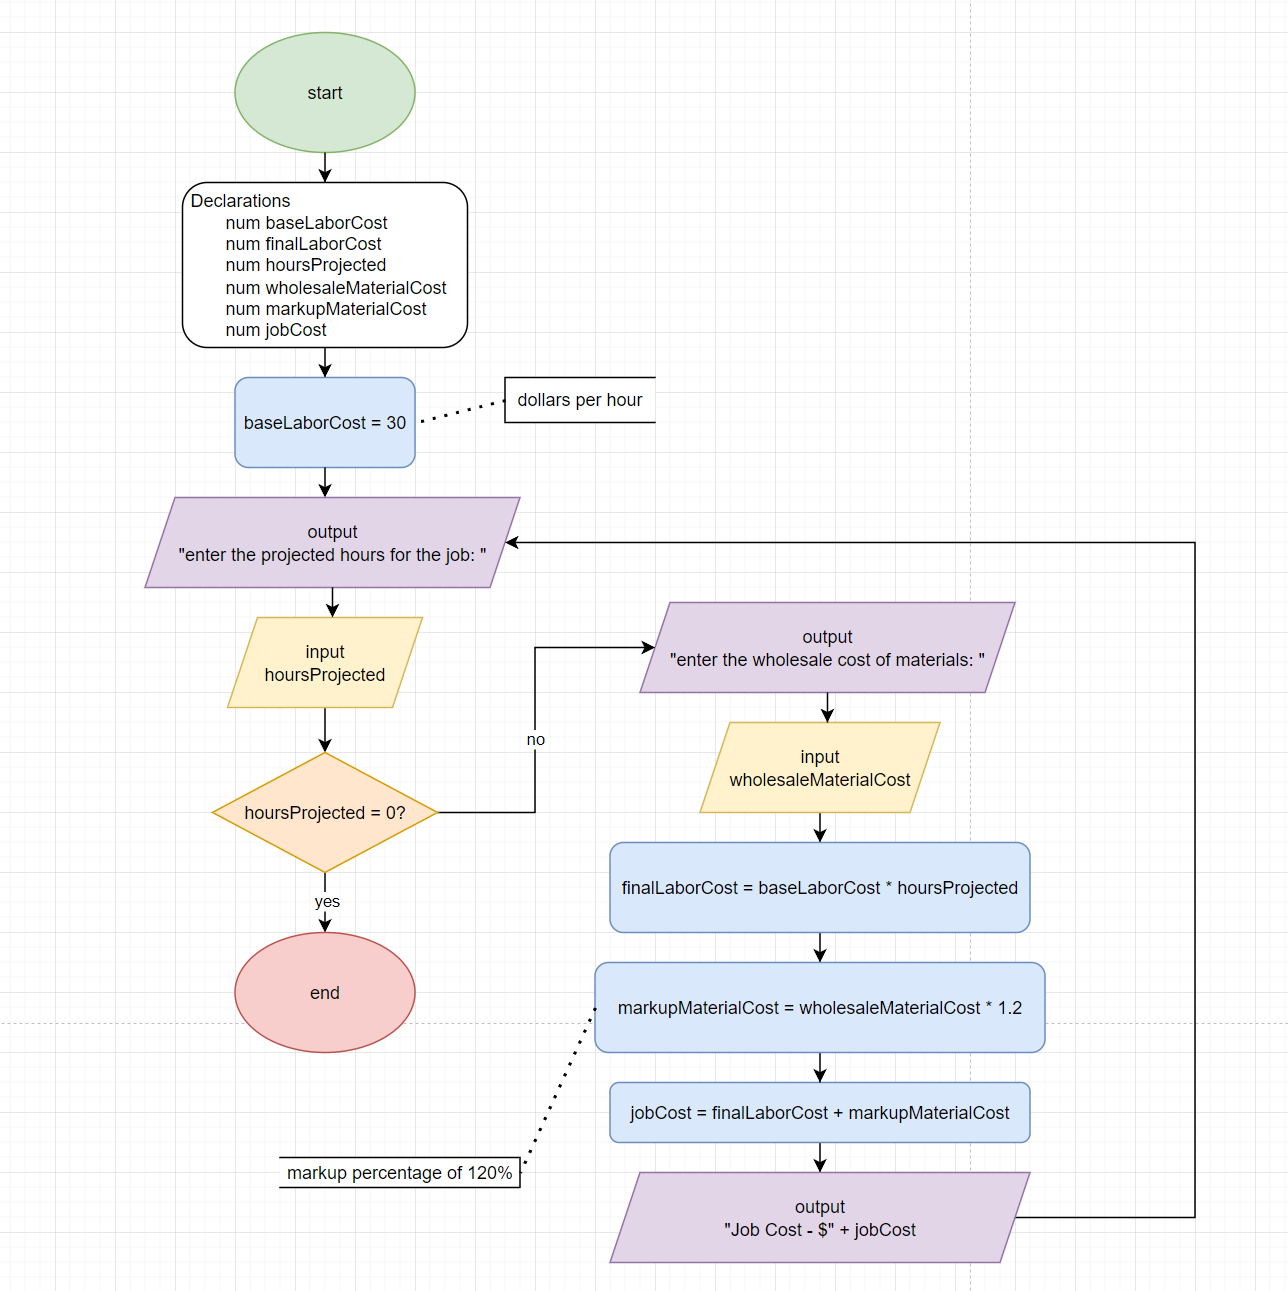 start
Declarations
num baseLaborCost
num finalLaborCost
num hoursProjected
num wholesaleMaterialCost
num markupMaterialCost
num jobCost
baseLaborCost = 30
dollars per hour
output
"enter the projected hours for the job: "
input
hoursProjected
hoursProjected = 0?
yes
end
no
output
"enter the wholesale cost of materials: "
input
wholesaleMaterialCost
finalLaborCost = baseLaborCost * hoursProjected
markupMaterialCost = wholesaleMaterialCost * 1.2
markup percentage of 120%
jobCost = finalLaborCost + markupMaterialCost
output
"Job Cost - $" + jobCost